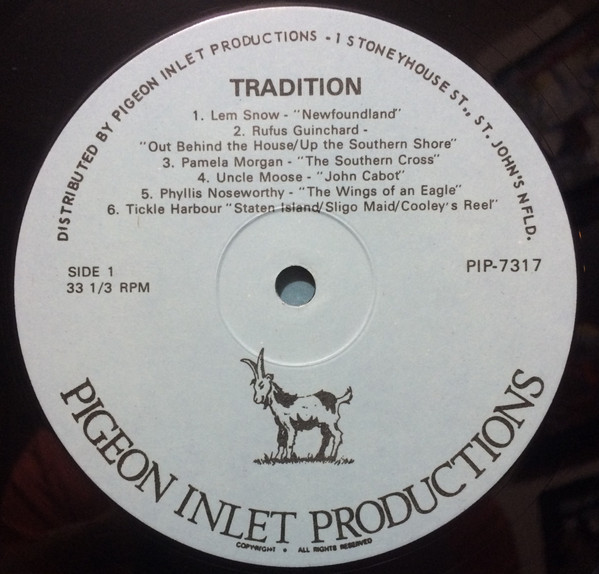 DISTRIBUTED BY PIGEON INLET PRODUCTIONS - 1 STONEYHOUSE ST., ST. JOHN'S NFLD.
TRADITION
1. Lem Snow - "Newfoundland"
2. Rufus Guinchard -
"Out Behind the House/Up the Southern Shore"
3. Pamela Morgan - "The Southern Cross"
4. Uncle Moose - "John Cabot"
5. Phyllis Noseworthy - "The Wings of an Eagle"
6. Tickle Harbour "Staten Island/Sligo Maid/Cooley's Reel"
SIDE 1
33 1/3 RPM
PIP-7317
PIGEON INLET PRODUCTIONS
COPYRIGHT • ALL RIGHTS RESERVED